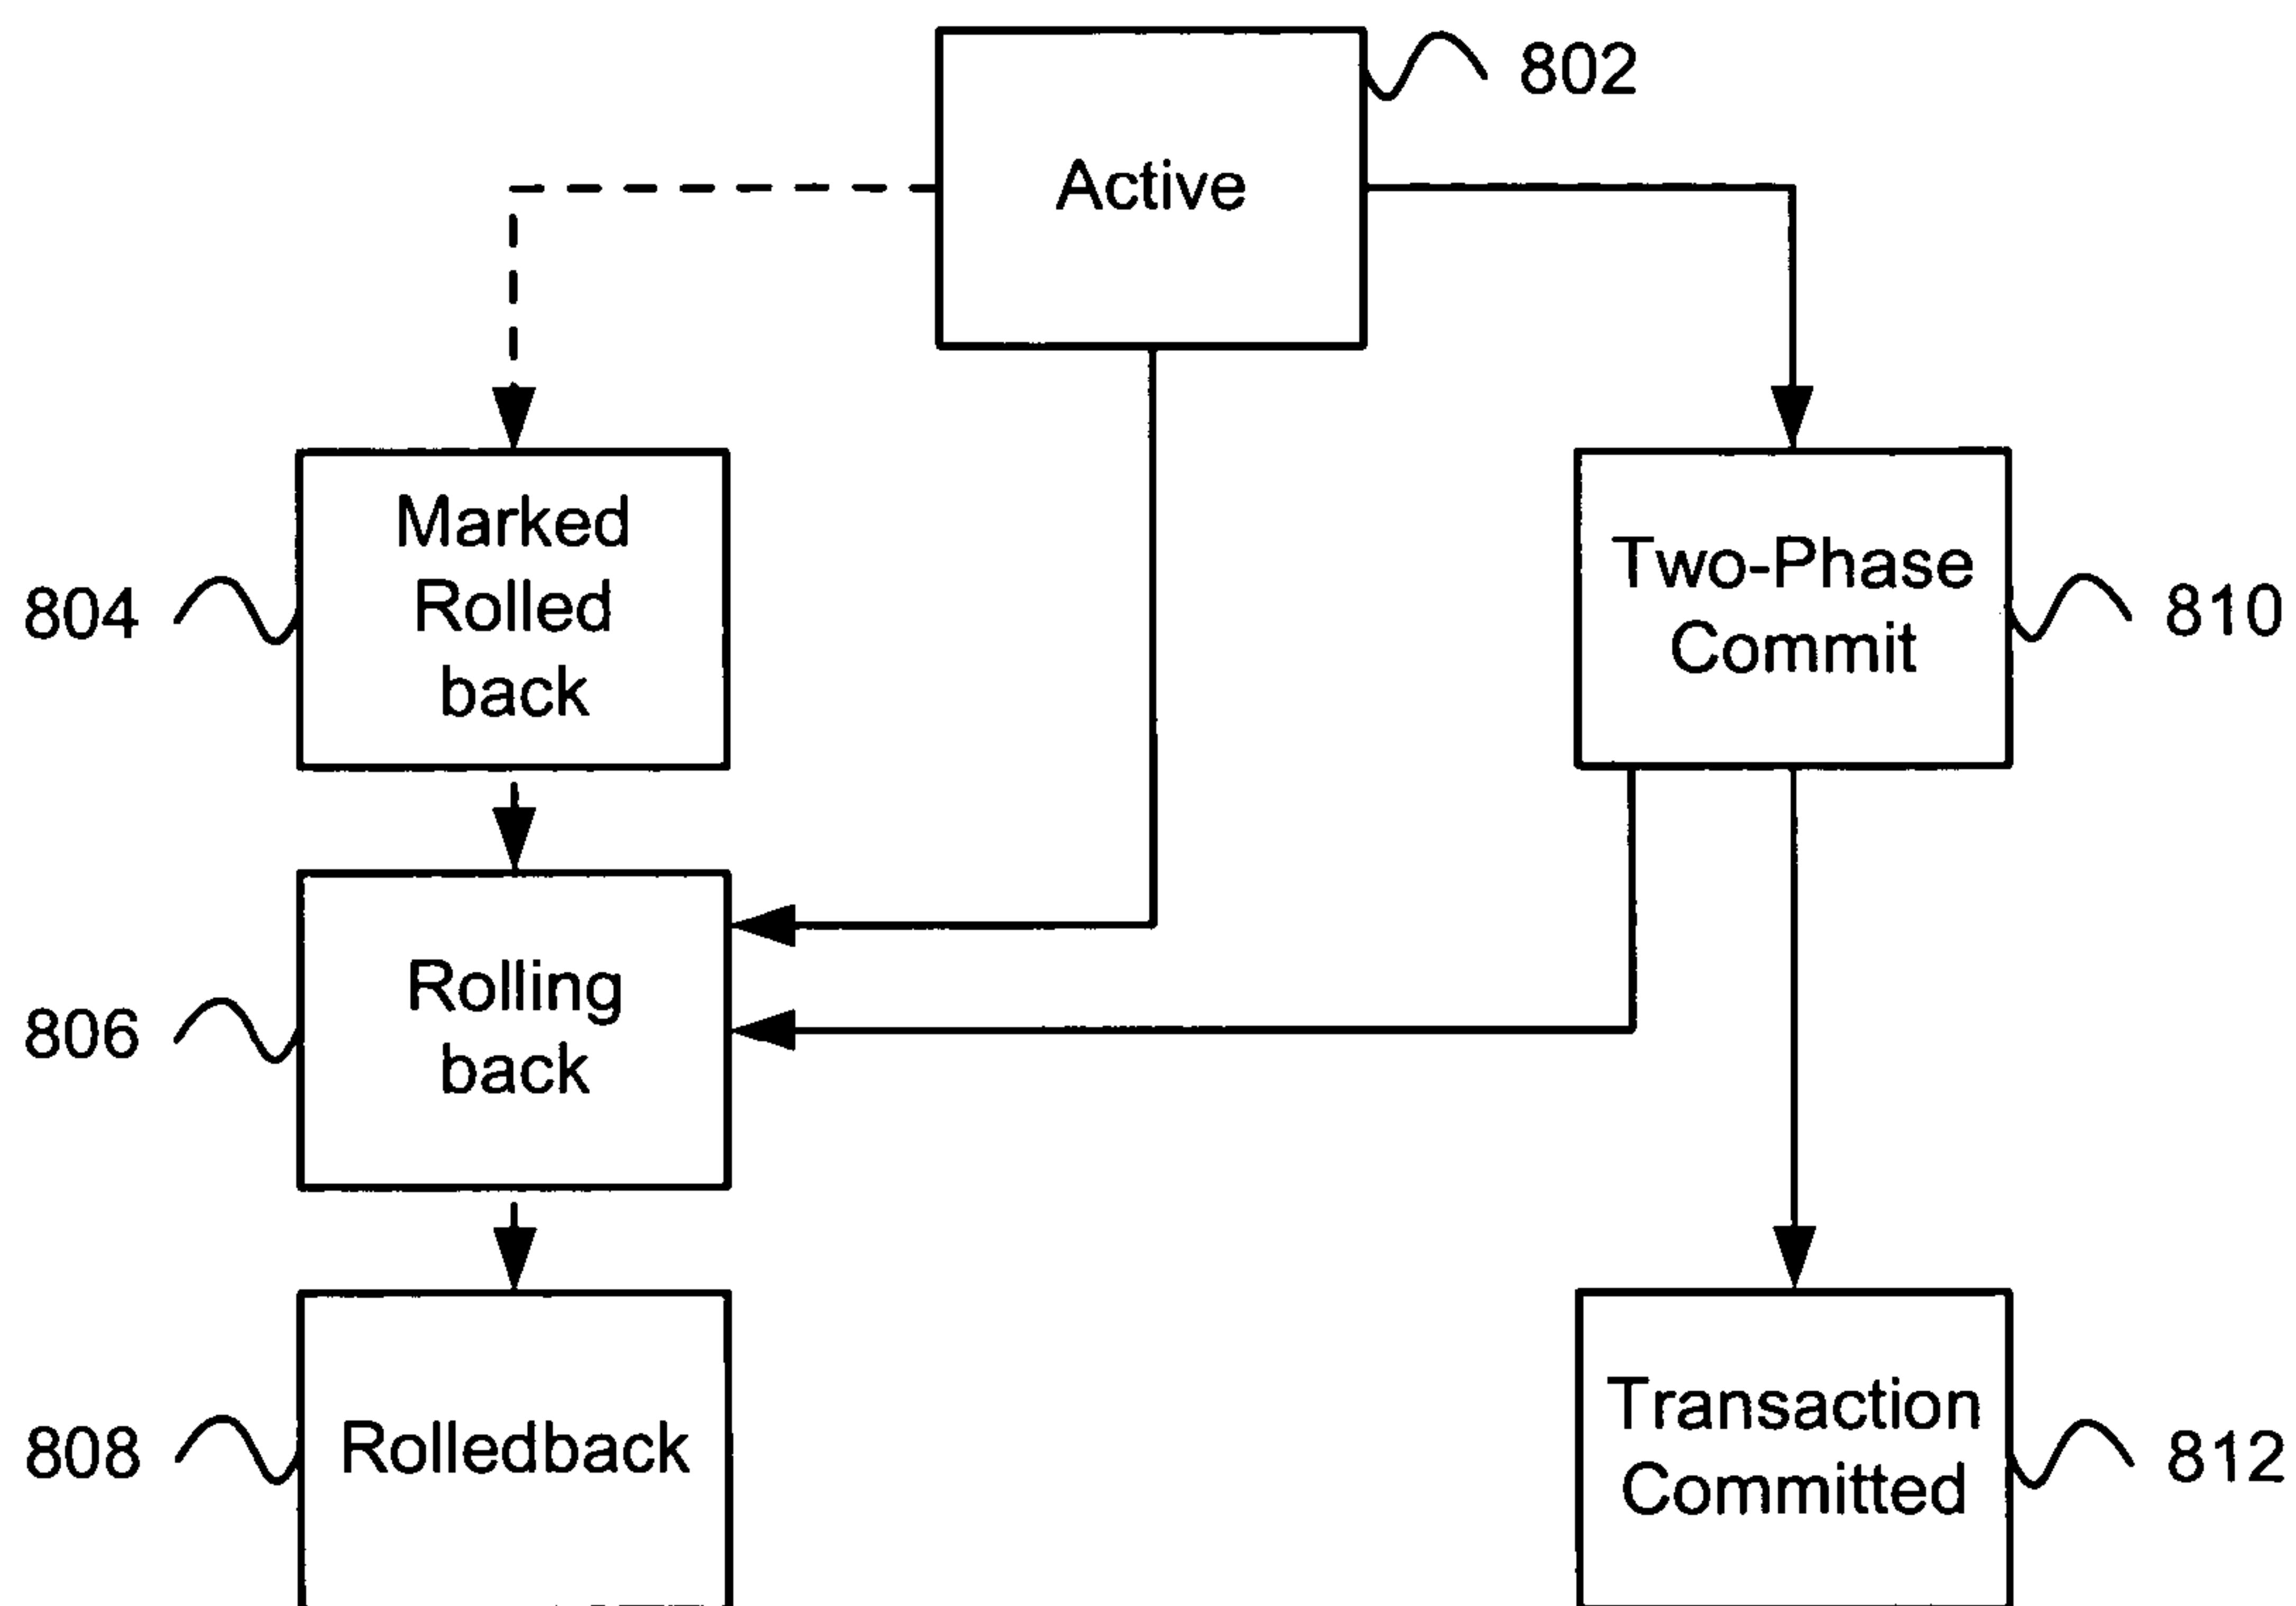 802
Active
Marked
Rolled
back
804
Two-Phase
Commit
810
Rolling
back
806
Rolledback
808
Transaction
Committed
812